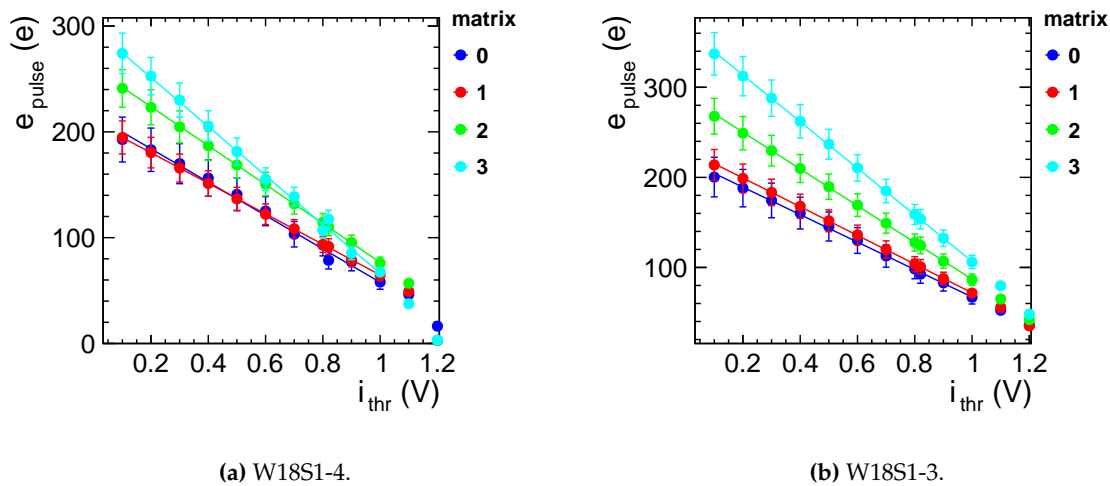 e_pulse (e)
matrix
0
1
2
3
300
200
100
0
0.2 0.4 0.6 0.8 1 1.2
i_thr (V)
(a) W18S1-4.
e_pulse (e)
matrix
0
1
2
3
300
200
100
0.2 0.4 0.6 0.8 1 1.2
i_thr (V)
(b) W18S1-3.